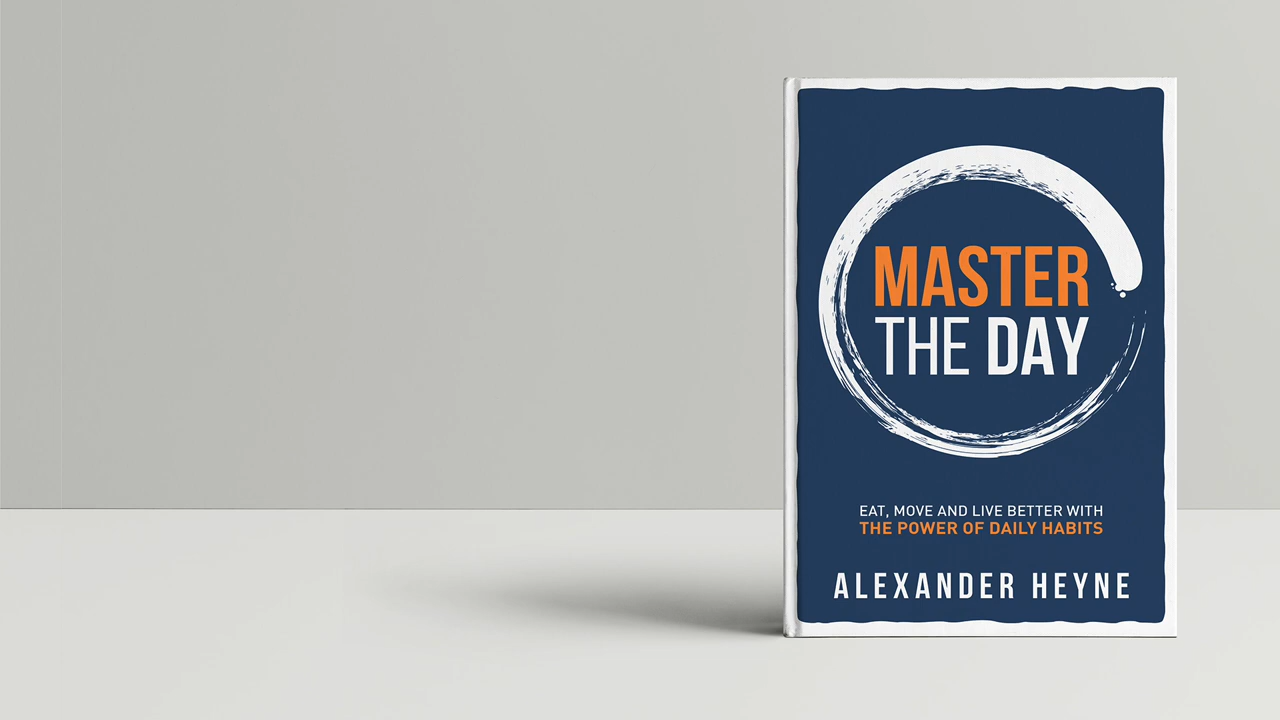 MASTER
THE DAY
EAT, MOVE AND LIVE BETTER WITH
THE POWER OF DAILY HABITS
ALEXANDER HEYNE